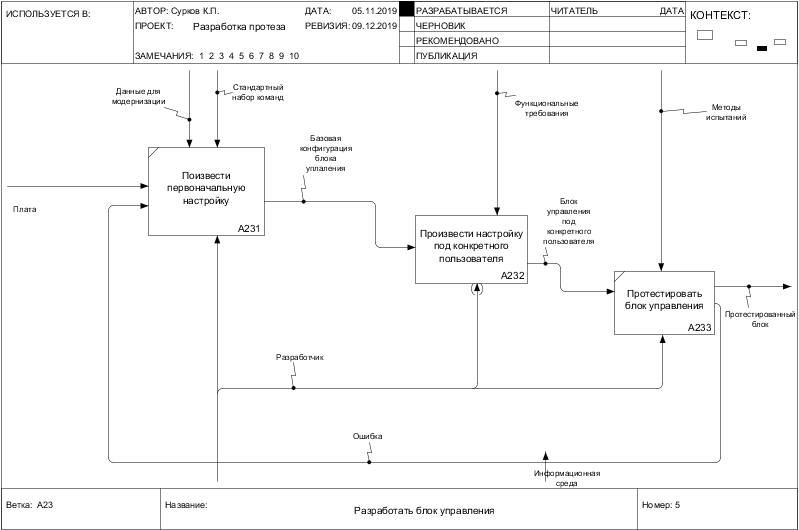 ИСПОЛЬЗУЕТСЯ В:
АВТОР: Сурков К.П.
ДАТА: 05.11.2019
ПРОЕКТ: Разработка протеза
РЕВИЗИЯ: 09.12.2019
ЗАМЕЧАНИЯ: 1 2 3 4 5 6 7 8 9 10
РАЗРАБАТЫВАЕТСЯ
ЧЕРНОВИК
РЕКОМЕНДОВАНО
ПУБЛИКАЦИЯ
ЧИТАТЕЛЬ
ДАТА
КОНТЕКСТ:
Данные для
модернизации
Стандартный
набор команд
Функциональные
требования
Методы
испытаний
Базовая
конфигурация
блока
уплаления
Поизвести
первоначальную
настройку
A231
Плата
Блок
управления
под
конкретного
пользователя
Произвести настройку
под конкретного
пользователя
A232
Протестировать
блок управления
A233
Протестированный
блок
Разработчик
Ошибка
Информационная
среда
Ветка: A23
Название:
Разработать блок управления
Номер: 5